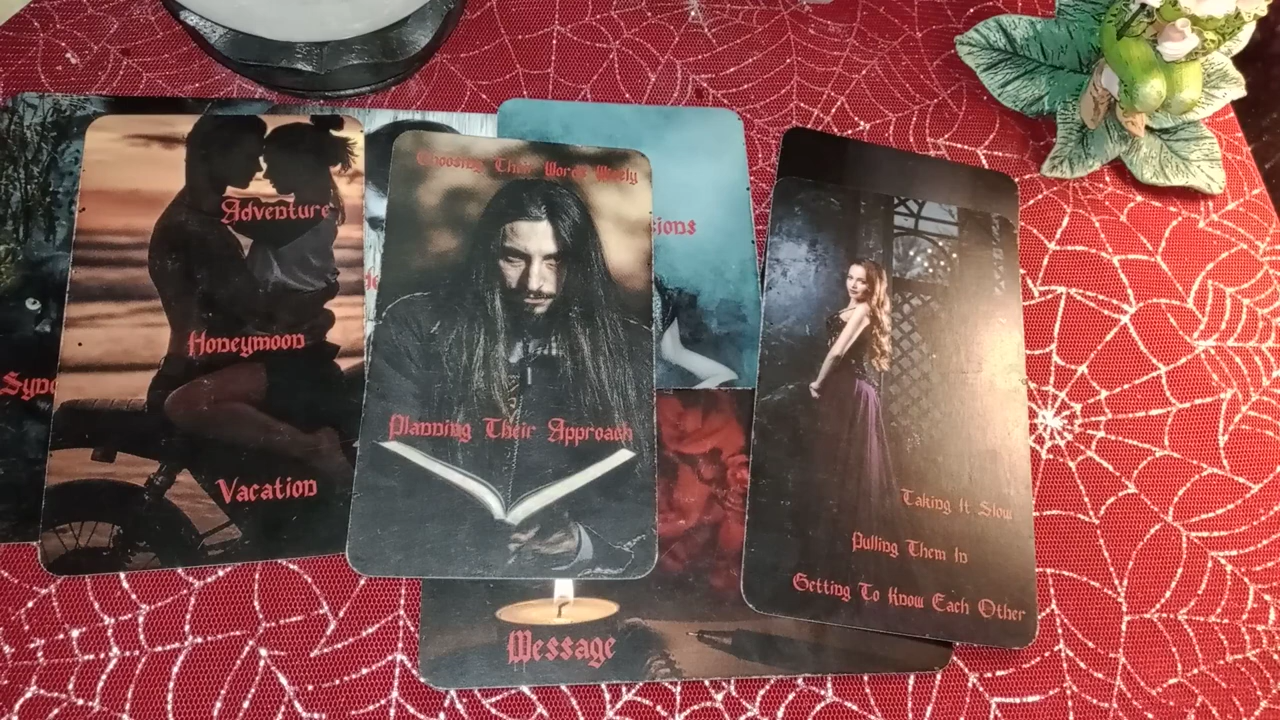 Adventure
Honeymoon
Vacation
Choosing Their Words Wisely
Planning Their Approach
Message
Taking It Slow
Pulling Them In
Getting To Know Each Other